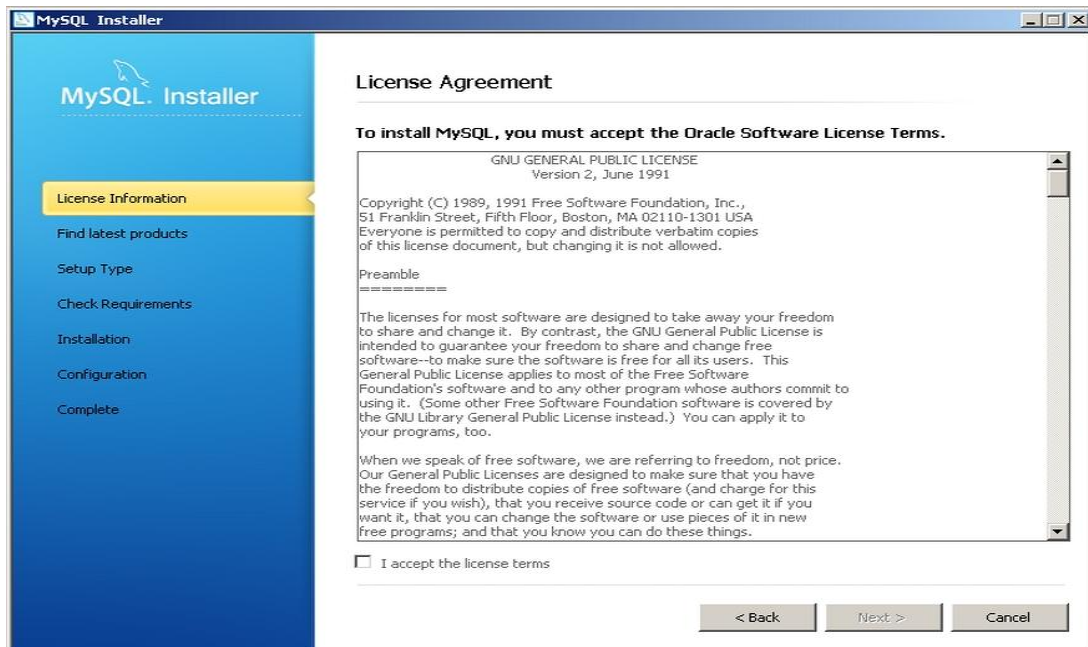 MySQL Installer
MySQL. Installer
License Information
Find latest products
Setup Type
Check Requirements
Installation
Configuration
Complete
License Agreement
To install MySQL, you must accept the Oracle Software License Terms.
GNU GENERAL PUBLIC LICENSE
Version 2, June 1991
Copyright (C) 1989, 1991 Free Software Foundation, Inc.,
51 Franklin Street, Fifth Floor, Boston, MA 02110-1301 USA
Everyone is permitted to copy and distribute verbatim copies
of this license document, but changing it is not allowed.
Preamble
========
The licenses for most software are designed to take away your freedom
to share and change it.  By contrast, the GNU General Public License is
intended to guarantee your freedom to share and change free
software--to make sure the software is free for all its users.  This
General Public License applies to most of the Free Software
Foundation's software and to any other program whose authors commit to
using it.  (Some other Free Software Foundation software is covered by
the GNU Library General Public License instead.)  You can apply it to
your programs, too.
When we speak of free software, we are referring to freedom, not price.
Our General Public Licenses are designed to make sure that you have
the freedom to distribute copies of free software (and charge for this
service if you wish), that you receive source code or can get it if you
want it, that you can change the software or use pieces of it in new
free programs; and that you know you can do these things.
I accept the license terms
< Back
Next >
Cancel